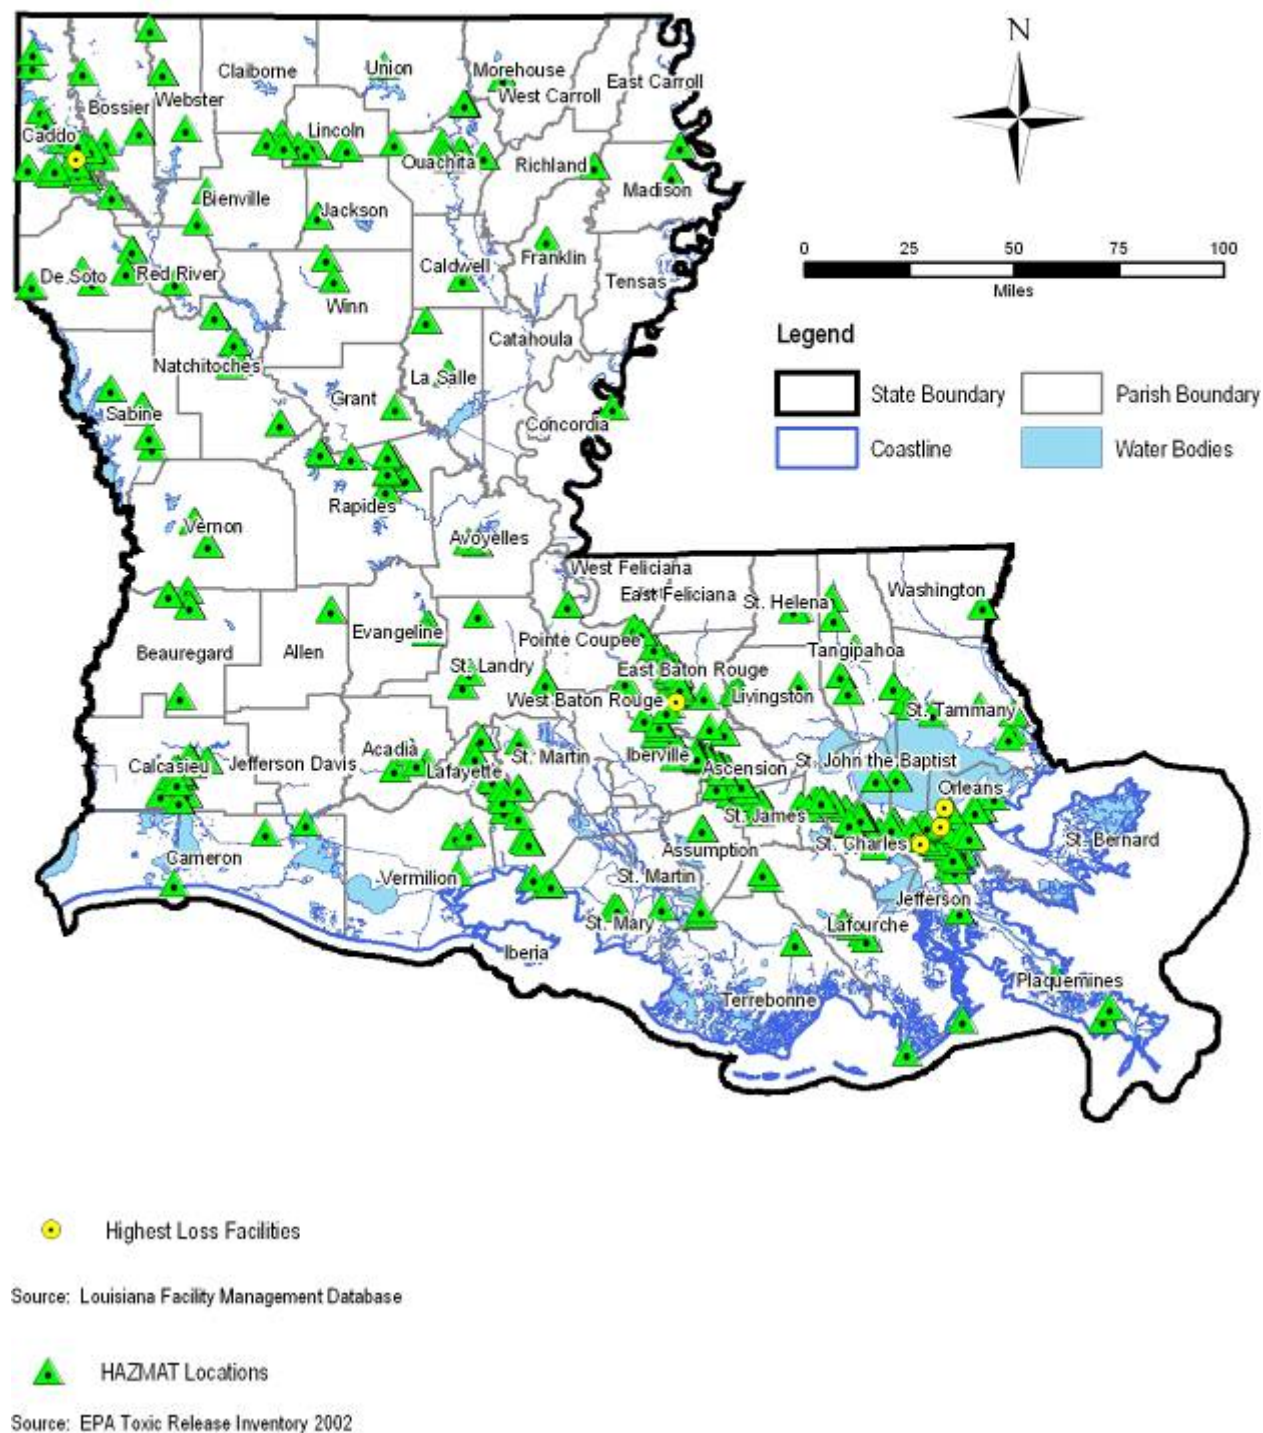 N
Claiborne
Union
Morehouse
East Carroll
West Carroll
Webster
Bossier
Caddo
Lincoln
Ouachita
Richland
Madison
Bienville
Jackson
De Soto
Red River
Winn
Caldwell
Franklin
Tensas
0 25 50 75 100
Miles
Legend
State Boundary
Parish Boundary
Coastline
Water Bodies
Natchitoches
Catahoula
La Salle
Grant
Sabine
Concordia
Rapides
Vernon
Avoyelles
West Feliciana
East Feliciana
St. Helena
Washington
Beauregard
Allen
Evangeline
Pointe Coupee
Tangipahoa
St. Landry
East Baton Rouge
West Baton Rouge
Livingston
St. Tammany
Calcasieu
Jefferson Davis
Acadia
Lafayette
St. Martin
Iberville
Ascension
St. John the Baptist
Orleans
St. James
St. Charles
St. Bernard
Cameron
Vermilion
Assumption
St. Martin
Jefferson
St. Mary
Lafourche
Iberia
Plaquemines
Terrebonne
Highest Loss Facilities
Source: Louisiana Facility Management Database
HAZMAT Locations
Source: EPA Toxic Release Inventory 2002